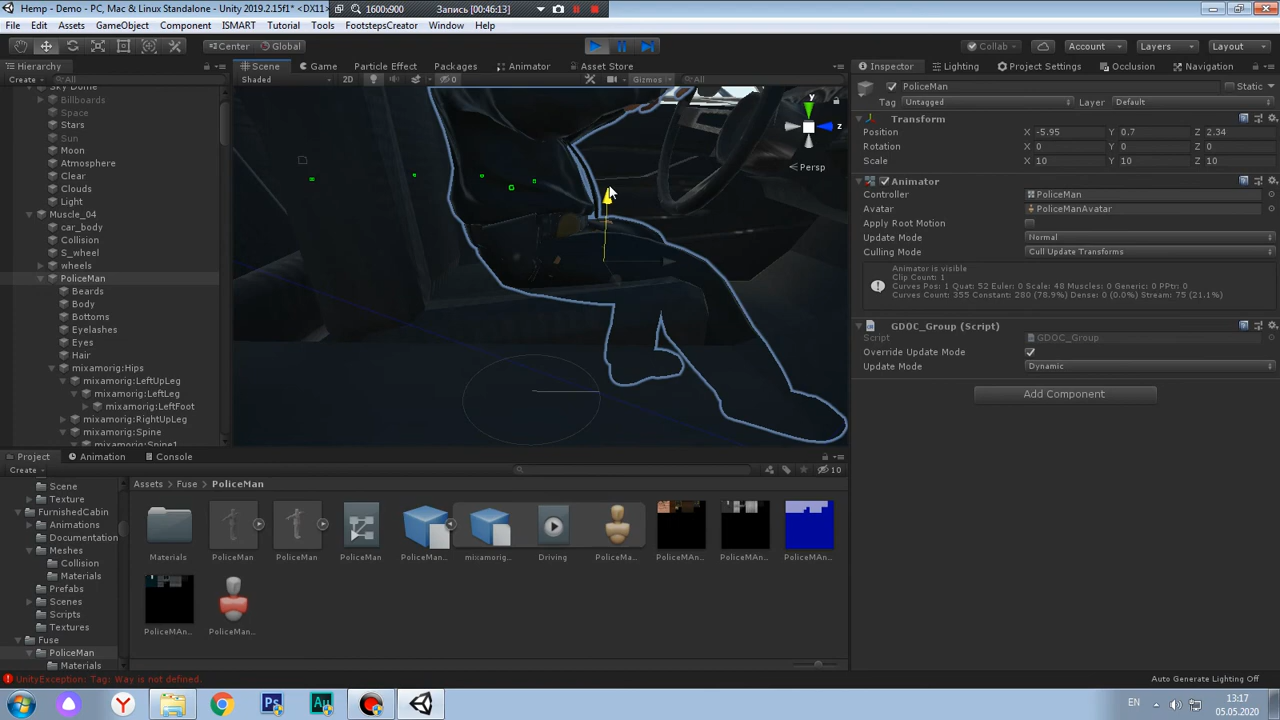 Hemp - Demo - PC, Mac & Linux Standalone - Unity 2019.2.15f1* <DX11>
1600x900
Запись [00:46:13]
File Edit Assets GameObject Component ISMART Tutorial Tools FootstepsCreator Window Help
Center Global
Collab Account Layers Layout
Hierarchy
Scene Game Particle Effect Packages Animator Asset Store
Inspector Lighting Project Settings Occlusion Navigation
Create All
Shaded 2D 0 Gizmos All
Sky Dome
Billboards
Space
Stars
Sun
Moon
Atmosphere
Clear
Clouds
Light
Muscle_04
car_body
Collision
S_wheel
wheels
PoliceMan
Beards
Body
Bottoms
Eyelashes
Eyes
Hair
mixamorig:Hips
mixamorig:LeftUpLeg
mixamorig:LeftLeg
mixamorig:LeftFoot
mixamorig:RightUpLeg
mixamorig:Spine
mixamorig:Spine1
y
z
Persp
PoliceMan Static
Tag Untagged Layer Default
Transform
Position X -5.95 Y 0.7 Z 2.34
Rotation X 0 Y 0 Z 0
Scale X 10 Y 10 Z 10
Animator
Controller PoliceMan
Avatar PoliceManAvatar
Apply Root Motion
Update Mode Normal
Culling Mode Cull Update Transforms
Animator is visible
Clip Count: 1
Curves Pos: 1 Quat: 52 Euler: 0 Scale: 48 Muscles: 0 Generic: 0 PPtr: 0
Curves Count: 355 Constant: 280 (78.9%) Dense: 0 (0.0%) Stream: 75 (21.1%)
GDOC_Group (Script)
Script GDOC_Group
Override Update Mode
Update Mode Dynamic
Add Component
Project Animation Console
Create 10
Scene
Texture
FurnishedCabin
Animations
Documentation
Meshes
Collision
Materials
Prefabs
Scenes
Scripts
Textures
Fuse
PoliceMan
Materials
Assets Fuse PoliceMan
Materials PoliceMan PoliceMan PoliceMan PoliceMan... mixamorig... Driving PoliceMa... PoliceMAn... PoliceMAn... PoliceMAn...
PoliceMAn... PoliceMan...
UnityException: Tag: Way is not defined.
Auto Generate Lighting Off
Ps Au
EN
13:17
05.05.2020